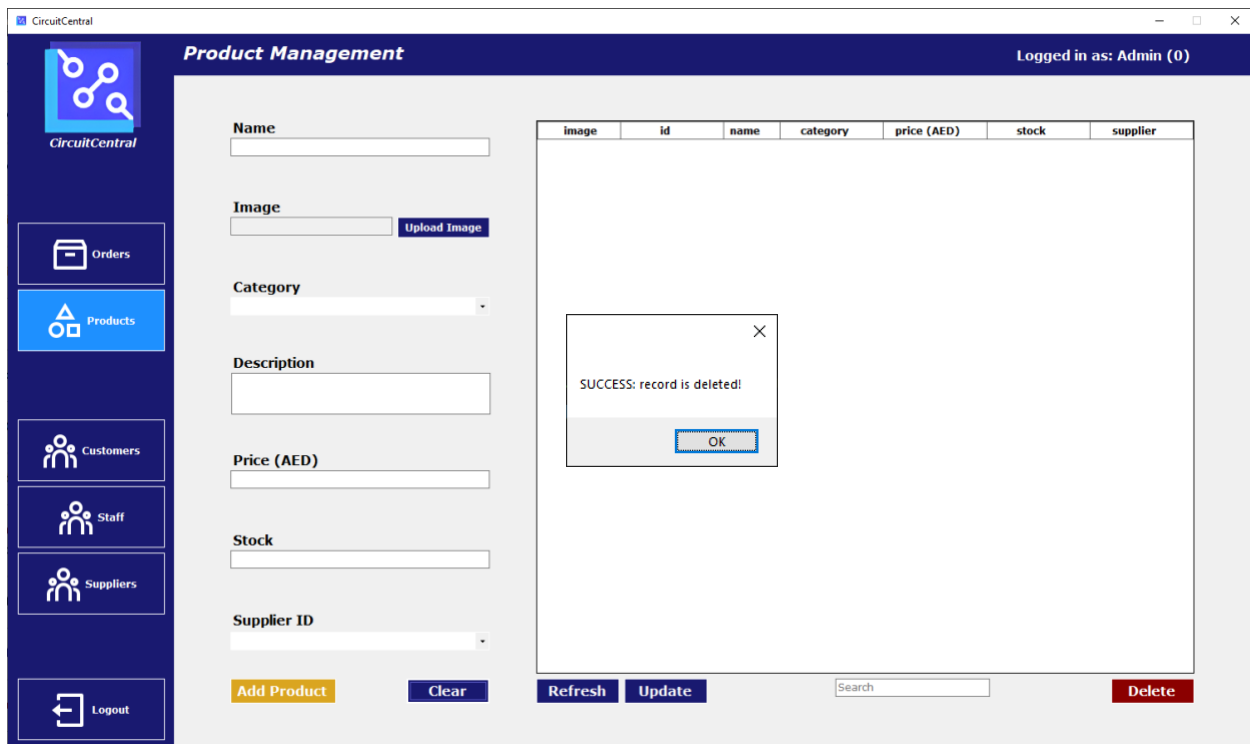 CircuitCentral
Product Management
Logged in as: Admin (0)
CircuitCentral
Orders
Products
Customers
Staff
Suppliers
Logout
Name
Image
Upload Image
Category
Description
Price (AED)
Stock
Supplier ID
Add Product
Clear
image id name category price (AED) stock supplier
SUCCESS: record is deleted!
OK
Refresh
Update
Search
Delete